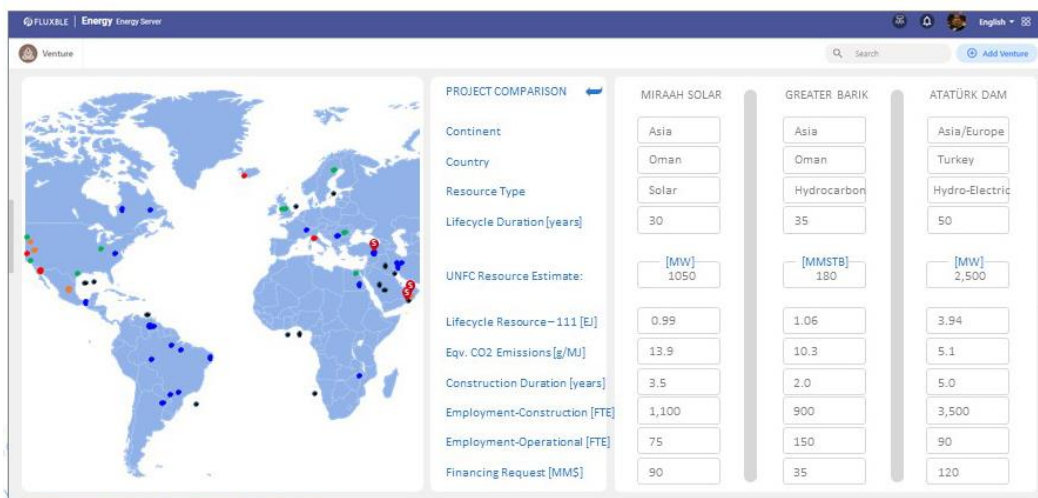 FLUXBLE | Energy Energy Server
English
Venture
Search
Add Venture
PROJECT COMPARISON
MIRAAH SOLAR
GREATER BARIK
ATATÜRK DAM
Continent
Asia
Asia
Asia/Europe
Country
Oman
Oman
Turkey
Resource Type
Solar
Hydrocarbon
Hydro-Electric
Lifecycle Duration [years]
30
35
50
UNFC Resource Estimate:
[MW]
1050
[MMSTB]
180
[MW]
2,500
Lifecycle Resource–111 [EJ]
0.99
1.06
3.94
Eqv. CO2 Emissions [g/MJ]
13.9
10.3
5.1
Construction Duration [years]
3.5
2.0
5.0
Employment-Construction [FTE]
1,100
900
3,500
Employment-Operational [FTE]
75
150
90
Financing Request [MM$]
90
35
120
S
S
S